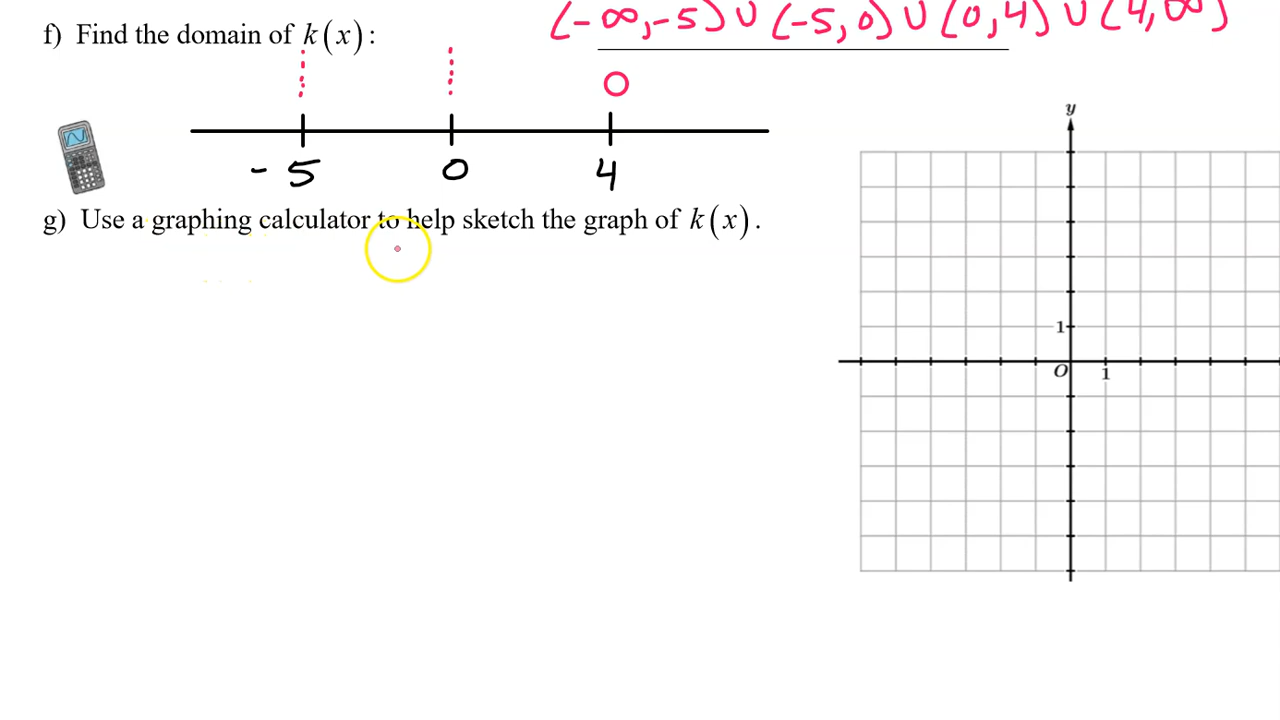 (-∞,-5) ∪ (-5,0) ∪ (0,4) ∪ (4,∞)
f) Find the domain of k(x):
-5 0 4
g) Use a graphing calculator to help sketch the graph of k(x).
y
1
O 1